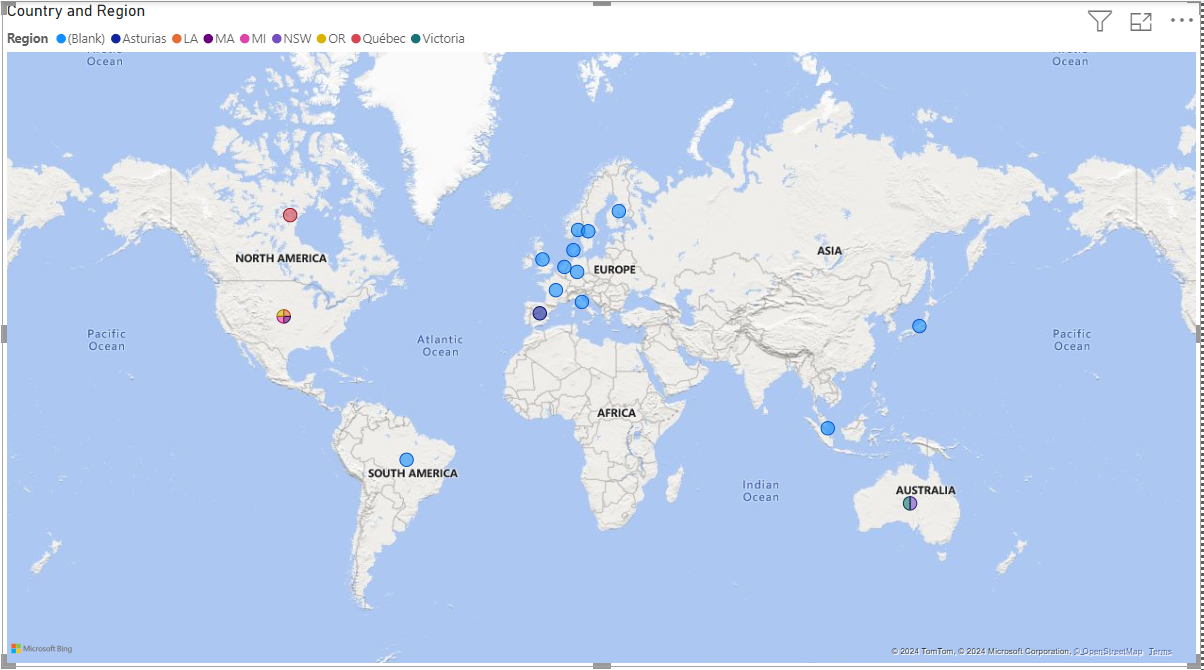 Country and Region
Region (Blank) Asturias LA MA MI NSW OR Québec Victoria
Ocean
Ocean
NORTH AMERICA
ASIA
EUROPE
Pacific
Ocean
Atlantic
Ocean
Pacific
Ocean
AFRICA
SOUTH AMERICA
Indian
Ocean
AUSTRALIA
Microsoft Bing
© 2024 TomTom, © 2024 Microsoft Corporation, © OpenStreetMap Terms